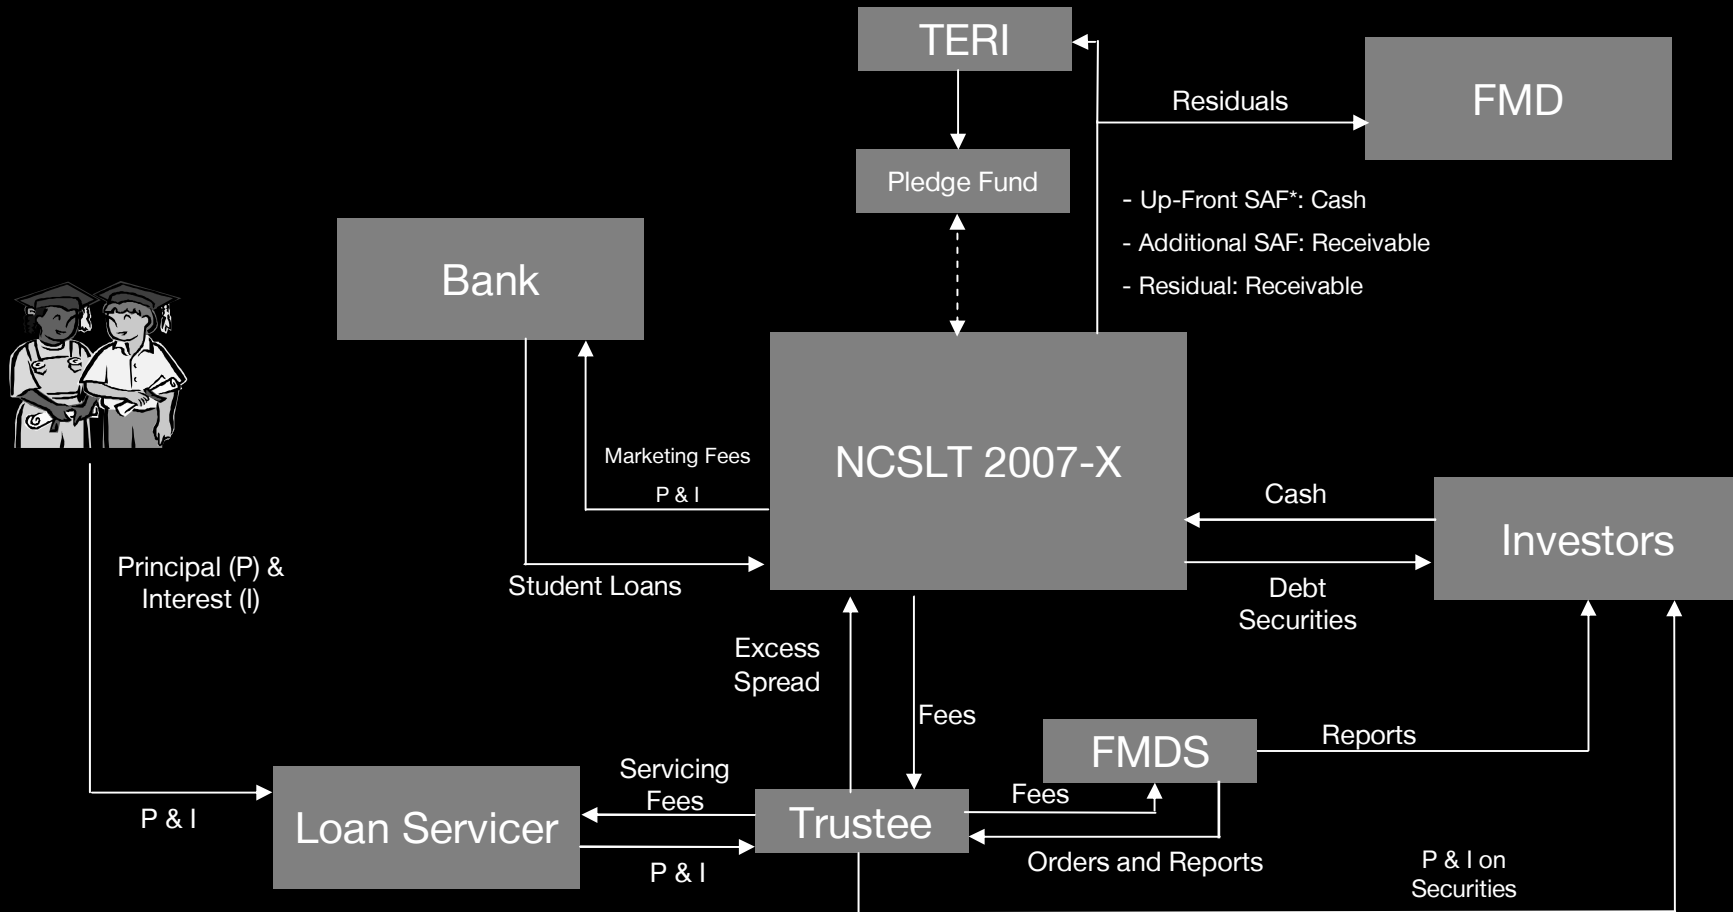 TERI
FMD
Residuals
Pledge Fund
- Up-Front SAF*: Cash
- Additional SAF: Receivable
- Residual: Receivable
Bank
NCSLT 2007-X
Marketing Fees
P & I
Cash
Investors
Principal (P) &
Interest (I)
Student Loans
Debt
Securities
Excess
Spread
Fees
FMDS
Reports
Servicing
Fees
Fees
P & I
Loan Servicer
Trustee
P & I
Orders and Reports
P & I on
Securities